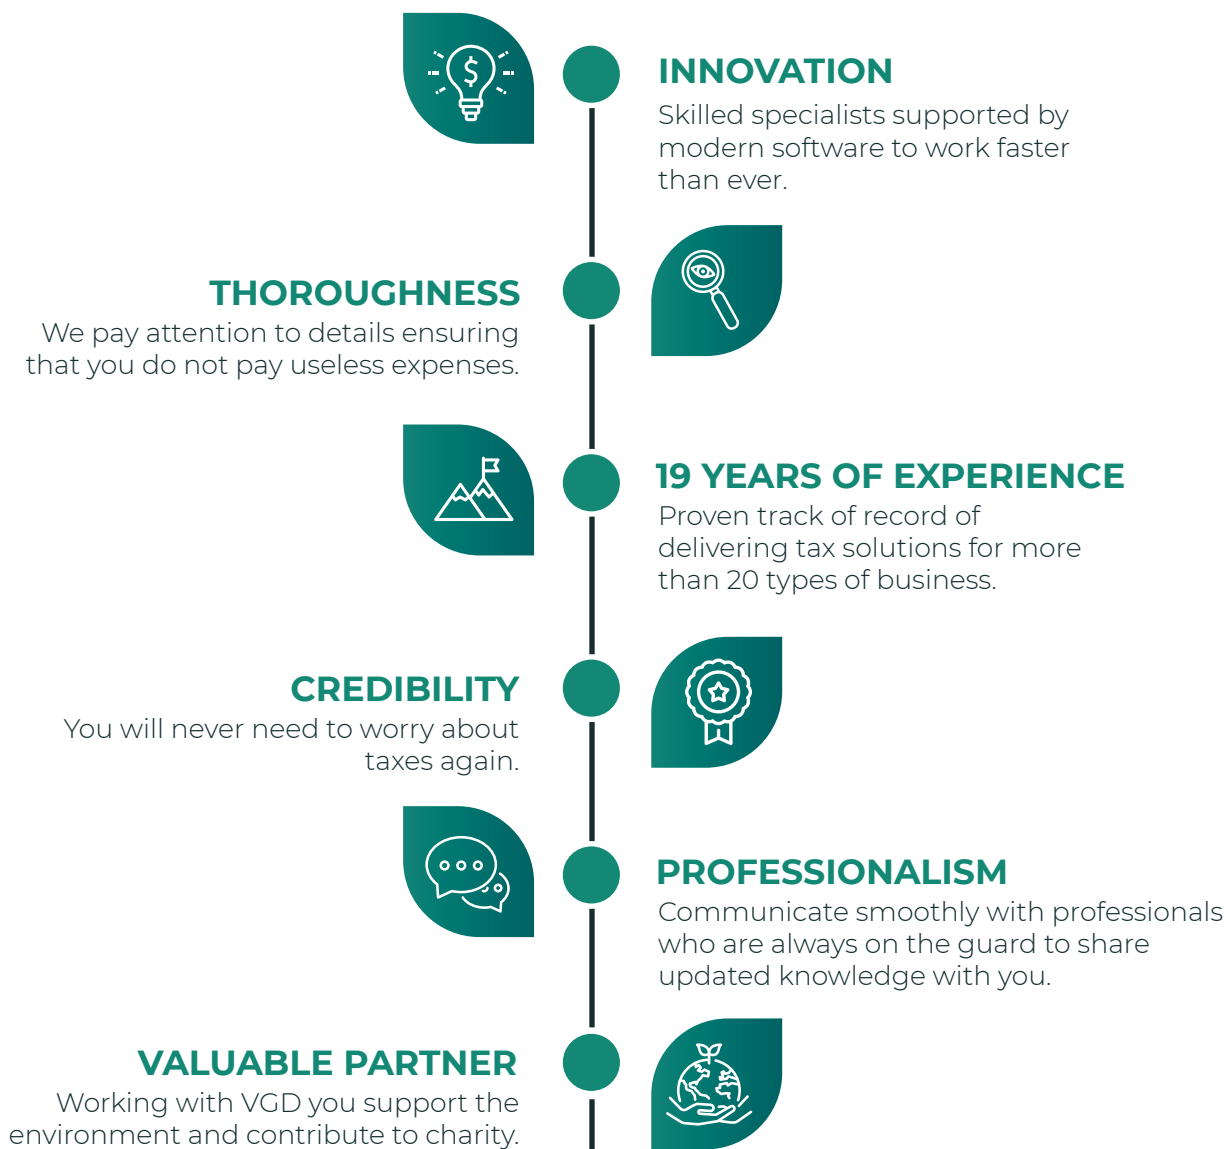 INNOVATION
Skilled specialists supported by
modern software to work faster
than ever.
THOROUGHNESS
We pay attention to details ensuring
that you do not pay useless expenses.
19 YEARS OF EXPERIENCE
Proven track of record of
delivering tax solutions for more
than 20 types of business.
CREDIBILITY
You will never need to worry about
taxes again.
PROFESSIONALISM
Communicate smoothly with professionals
who are always on the guard to share
updated knowledge with you.
VALUABLE PARTNER
Working with VGD you support the
environment and contribute to charity.